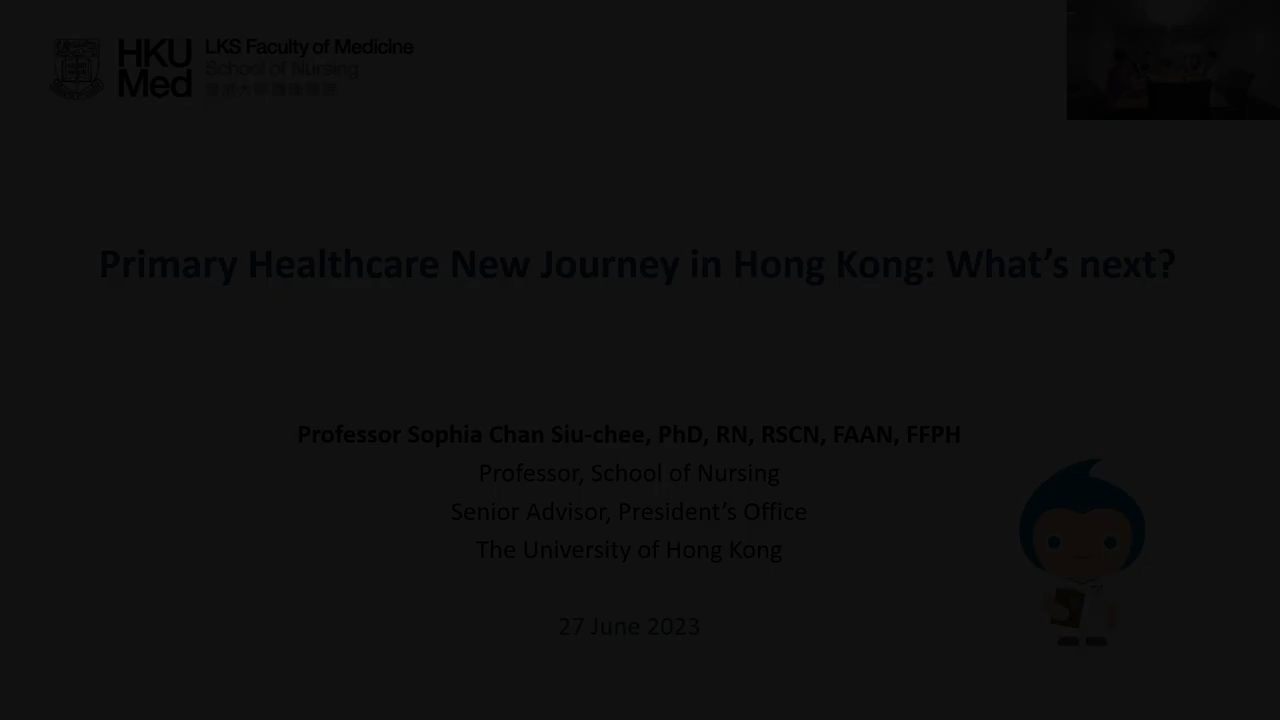 HKU
Med
LKS Faculty of Medicine
School of Nursing
Primary Healthcare New Journey in Hong Kong: What's next?
Professor Sophia Chan Siu-chee, PhD, RN, RSCN, FAAN, FFPH
Professor, School of Nursing
Senior Advisor, President's Office
The University of Hong Kong
27 June 2023